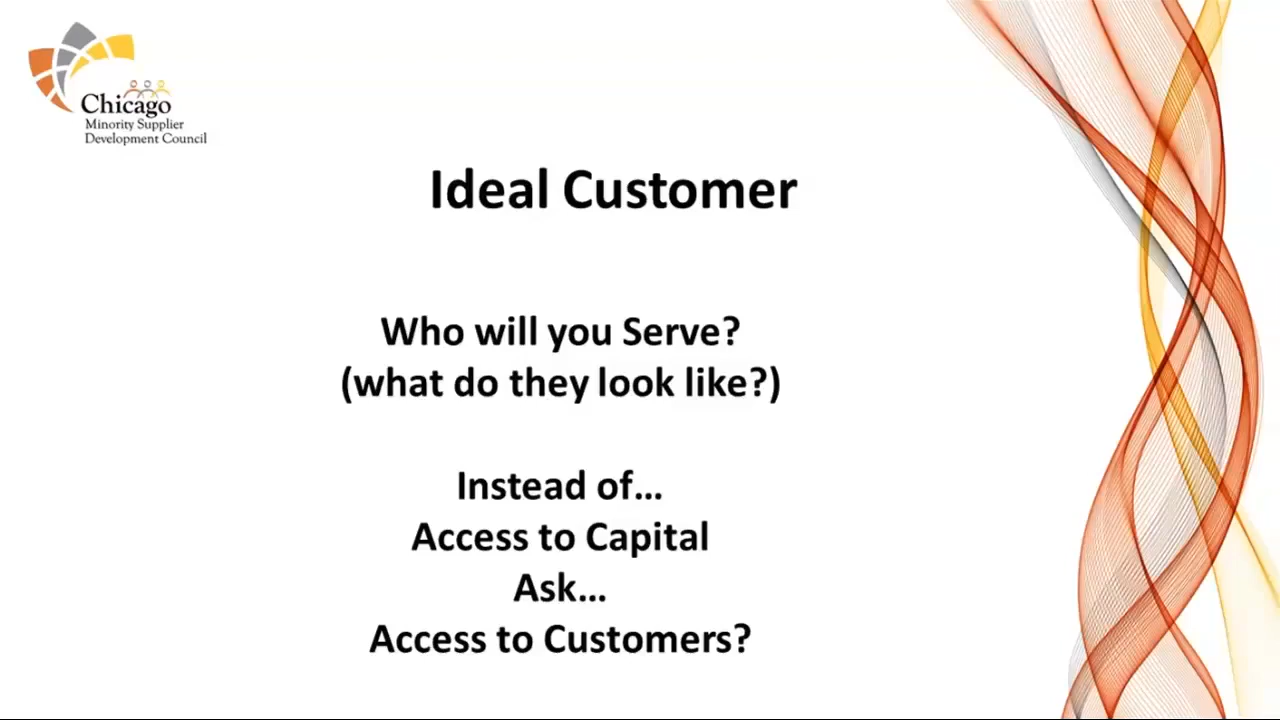 Chicago
Minority Supplier
Development Council
Ideal Customer
Who will you Serve?
(what do they look like?)
Instead of…
Access to Capital
Ask…
Access to Customers?